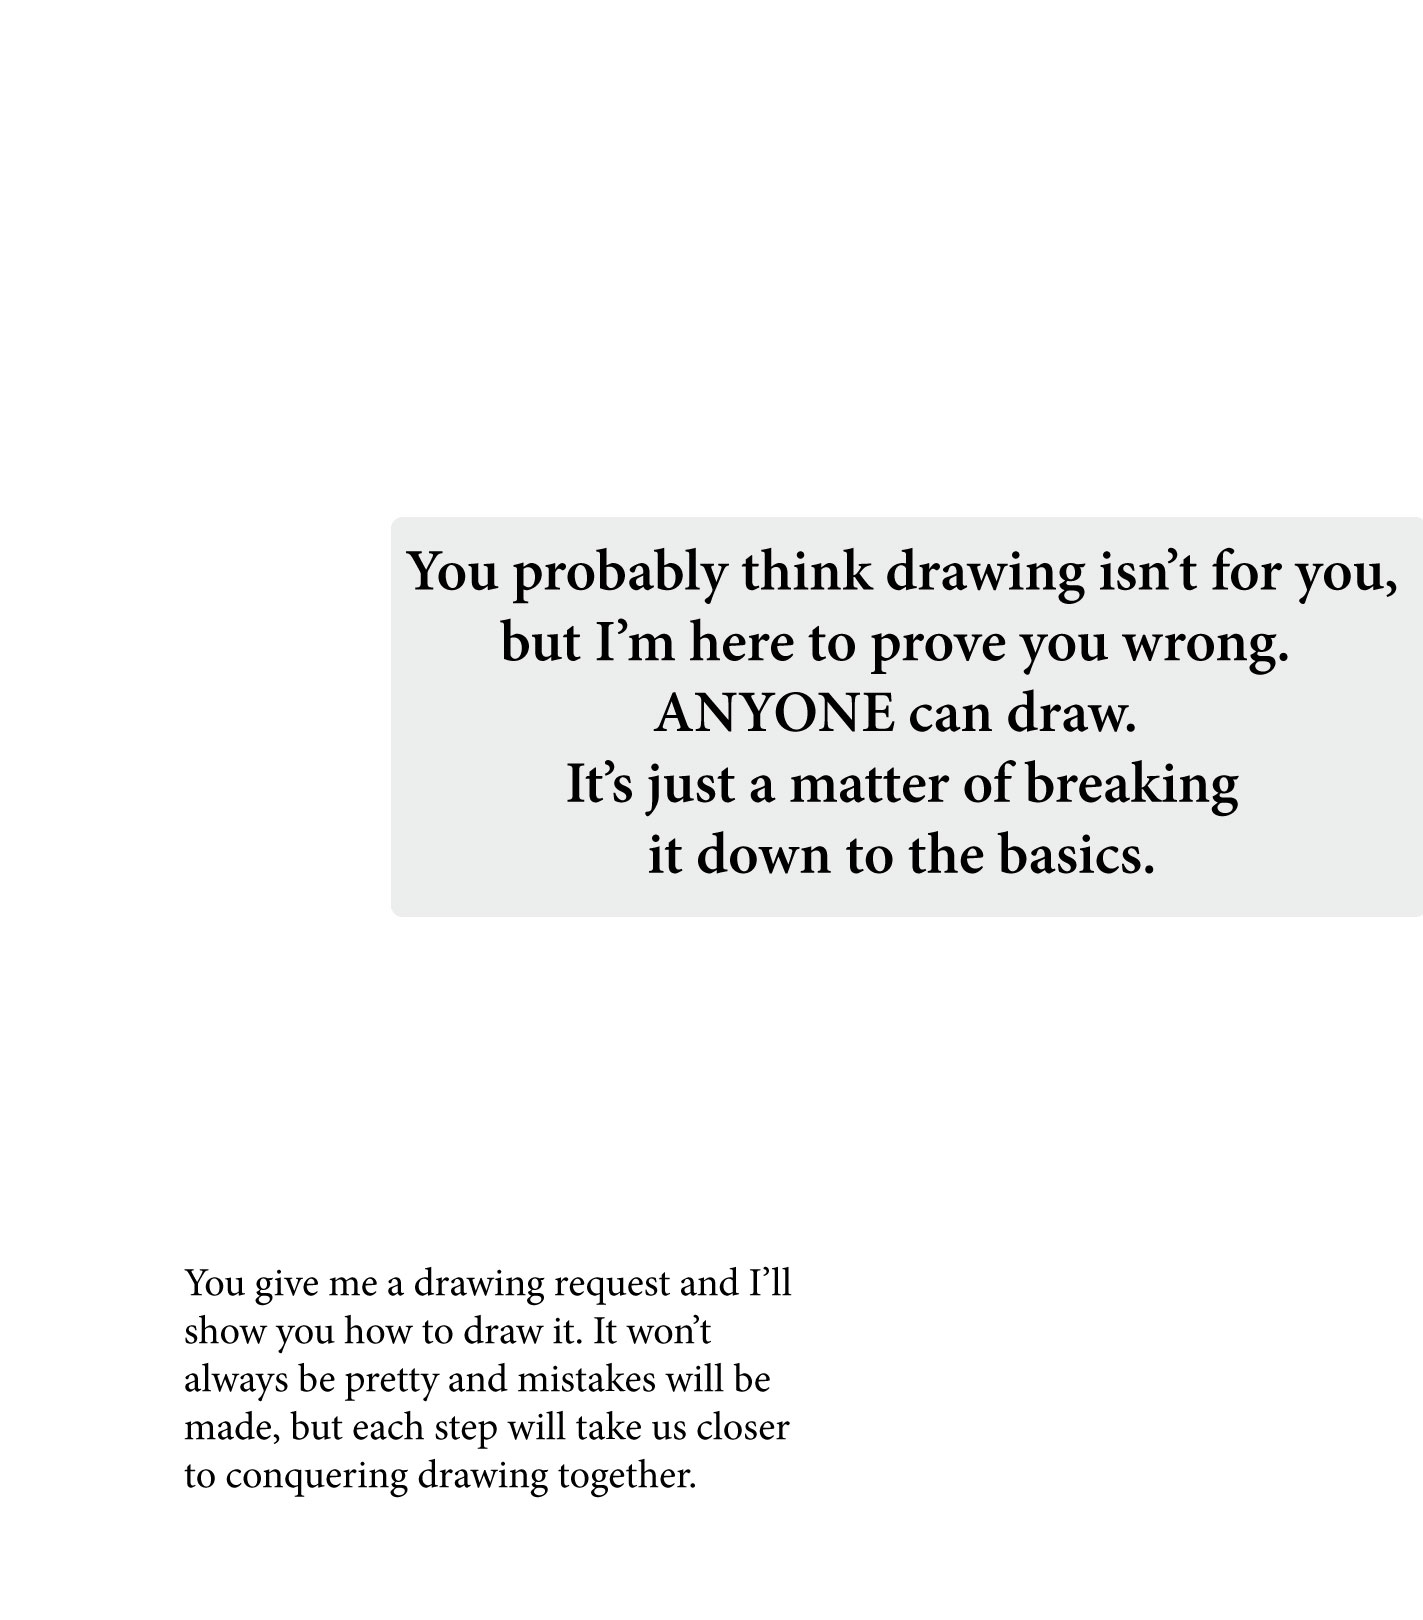 You probably think drawing isn’t for you,
but I’m here to prove you wrong.
ANYONE can draw.
It’s just a matter of breaking
it down to the basics.
You give me a drawing request and I’ll
show you how to draw it. It won’t
always be pretty and mistakes will be
made, but each step will take us closer
to conquering drawing together.